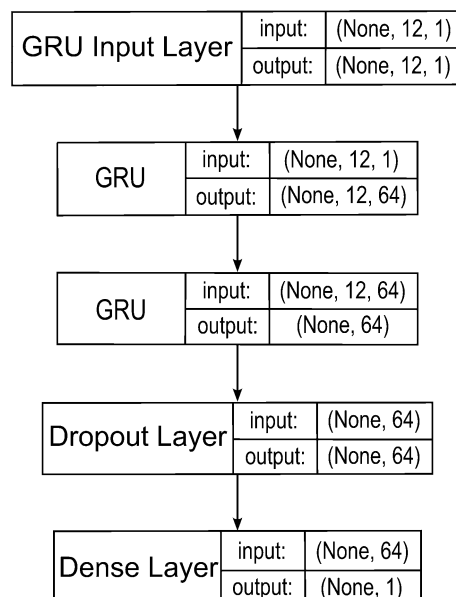 GRU Input Layer
input: (None, 12, 1)
output: (None, 12, 1)
GRU
input: (None, 12, 1)
output: (None, 12, 64)
GRU
input: (None, 12, 64)
output: (None, 64)
Dropout Layer
input: (None, 64)
output: (None, 64)
Dense Layer
input: (None, 64)
output: (None, 1)